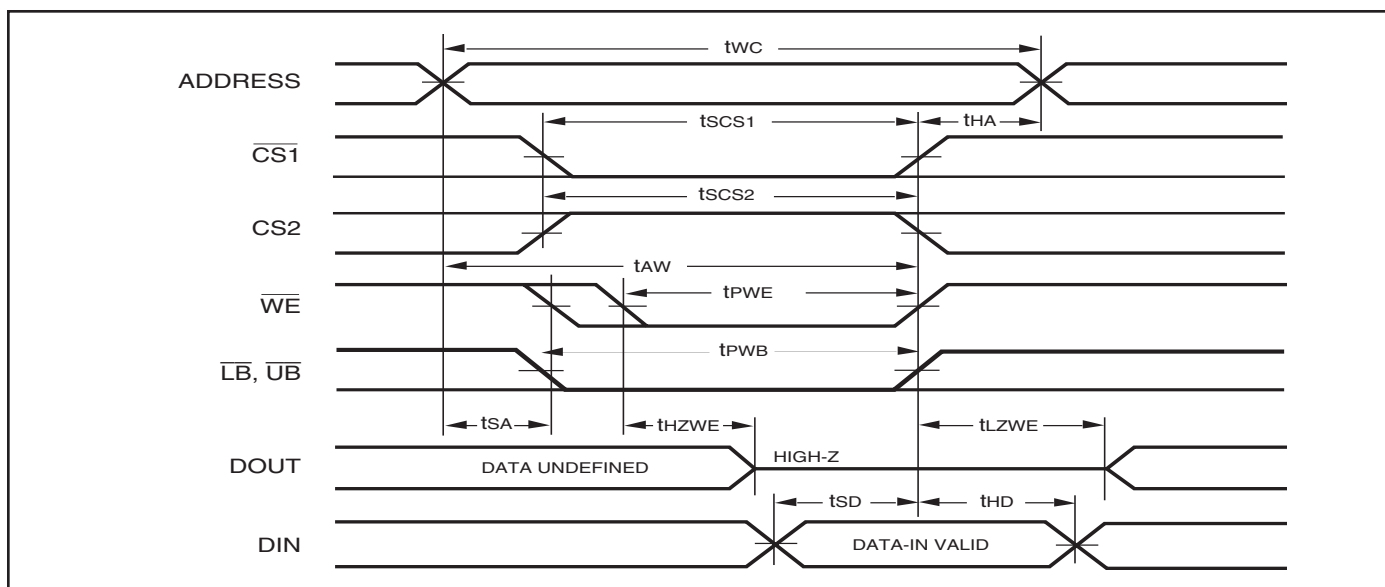 tWC
ADDRESS
tSCS1
tHA
CS1
tSCS2
CS2
tAW
WE
tPWE
LB, UB
tPWB
tSA
tHZWE
tLZWE
DOUT
DATA UNDEFINED
HIGH-Z
tSD
tHD
DIN
DATA-IN VALID